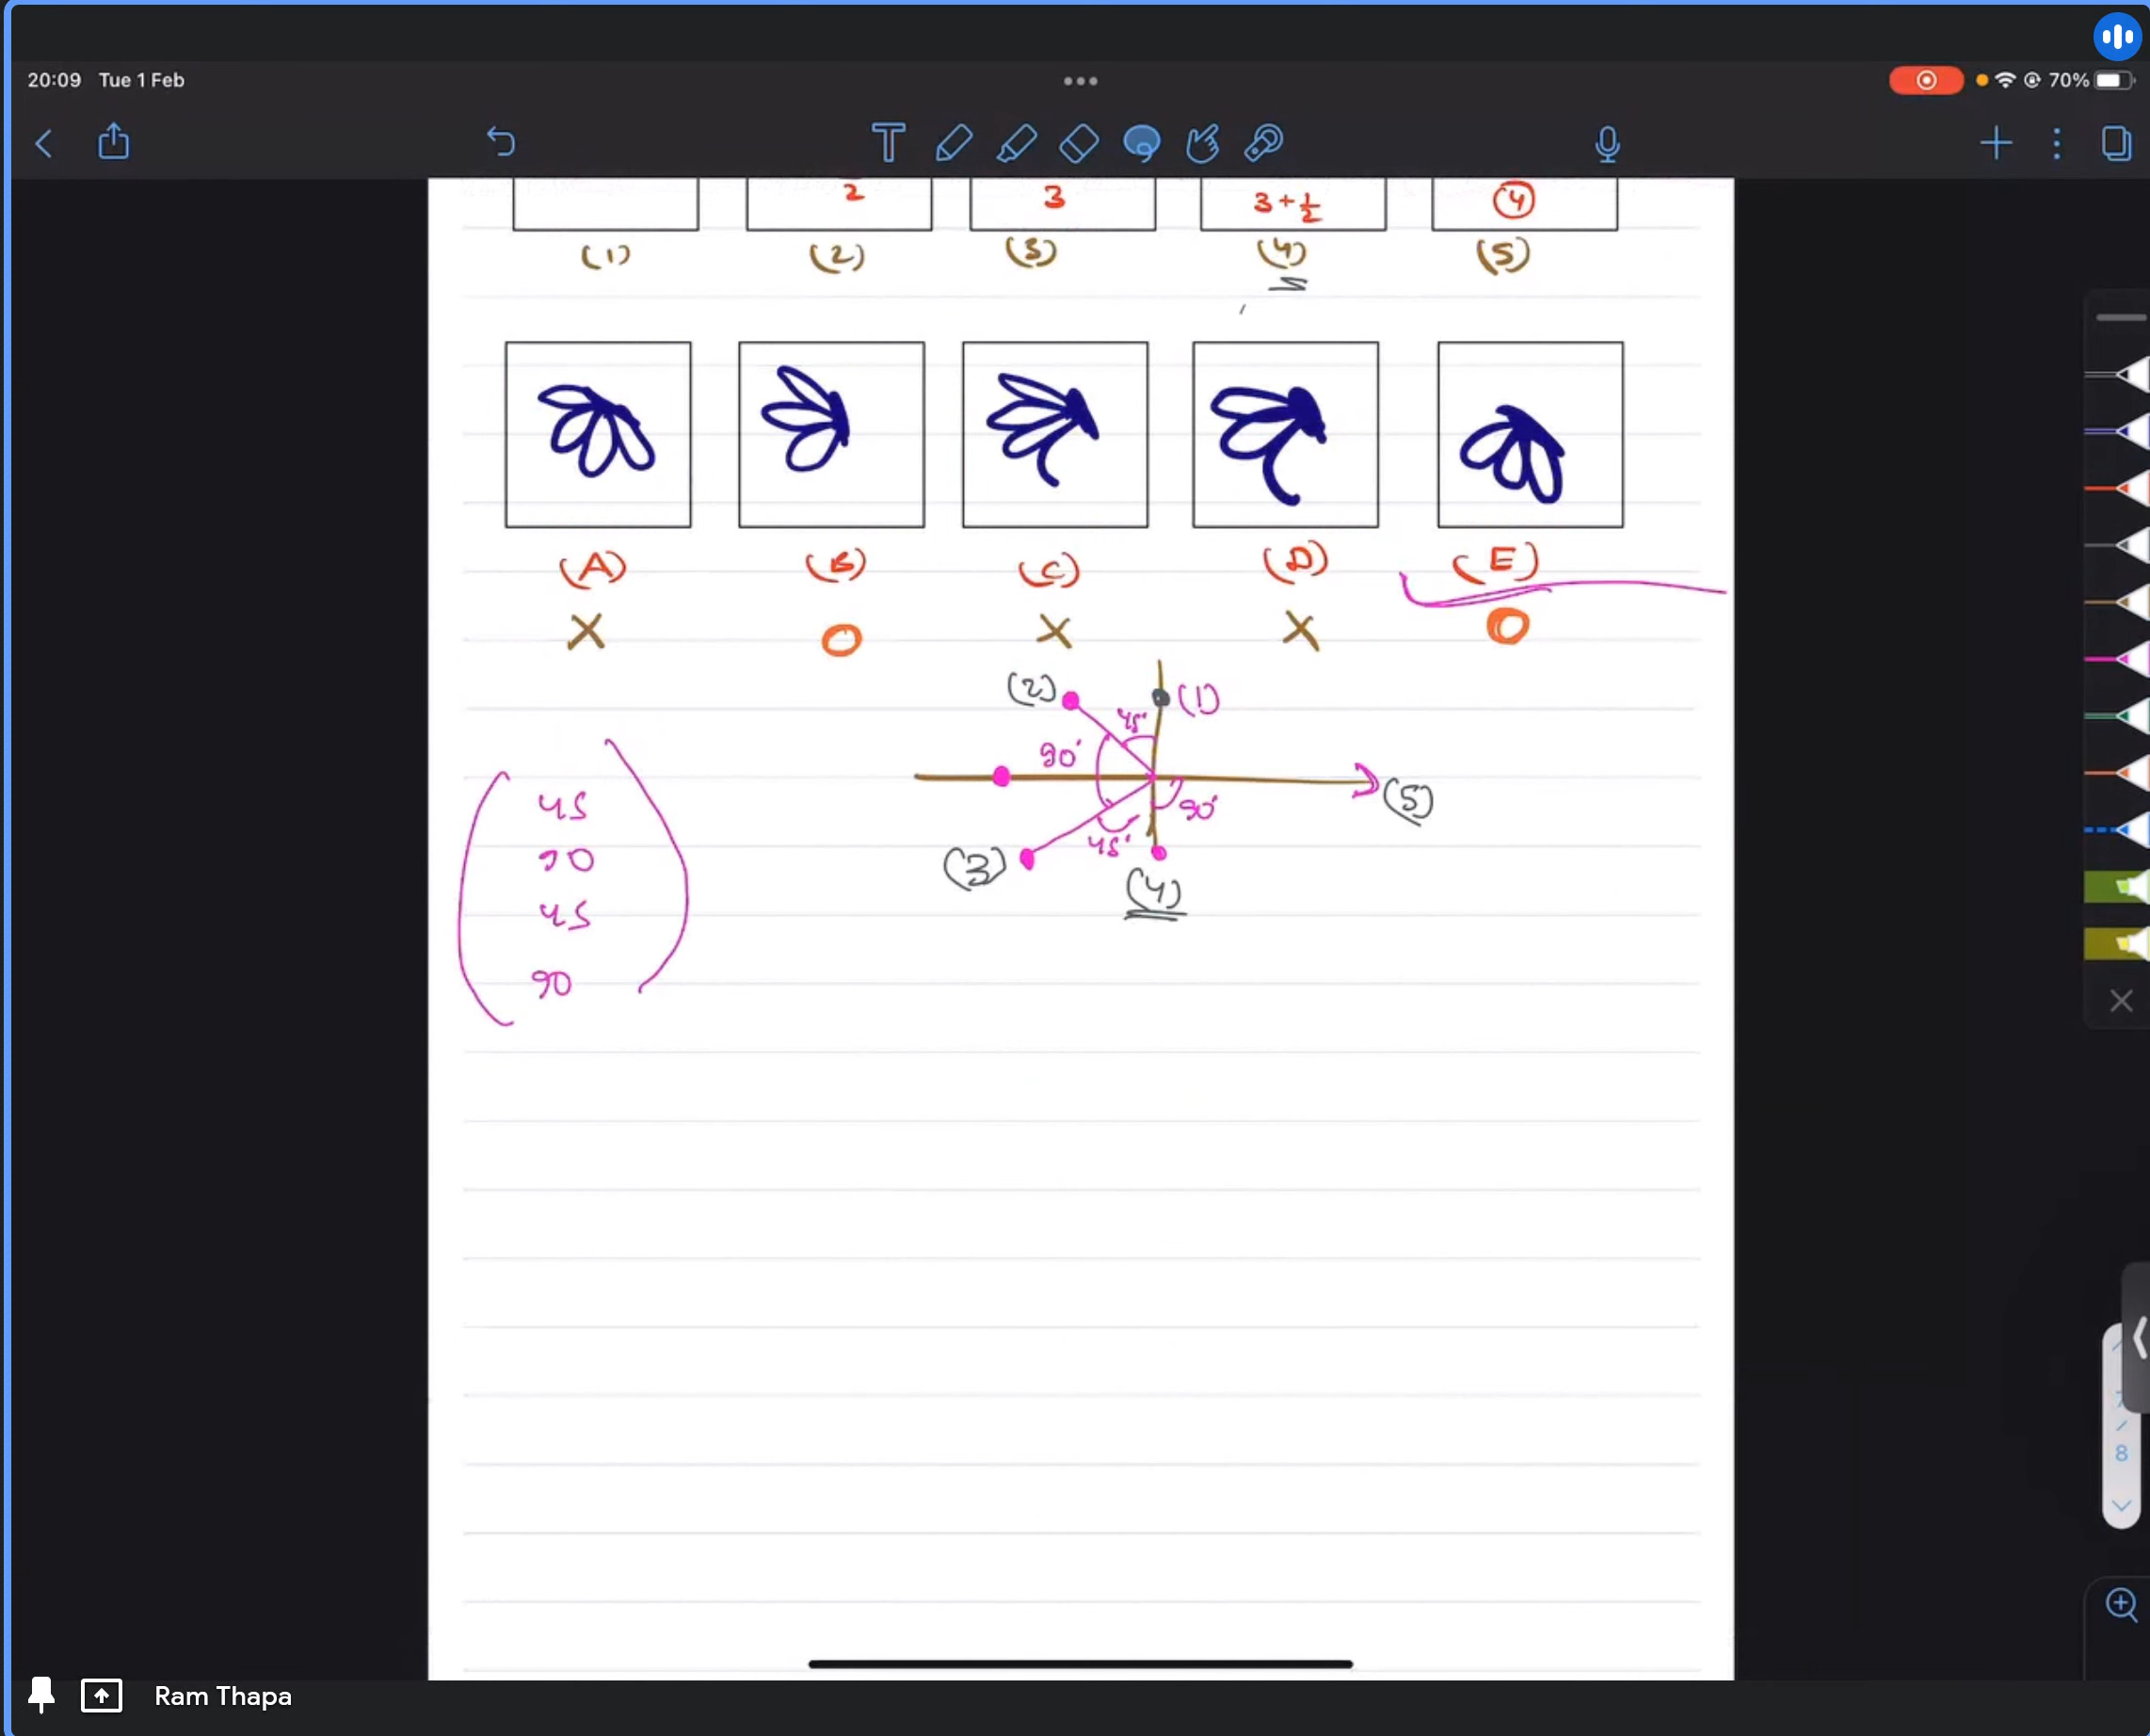 20:09 Tue 1 Feb
70%
T
2 3 3+½ 4
(1) (2) (3) (4) (5)
(A) (B) (C) (D) (E)
(2) (1)
45°
90°
(5)
90°
45°
(3)
(4)
45
90
45
90
8
Ram Thapa